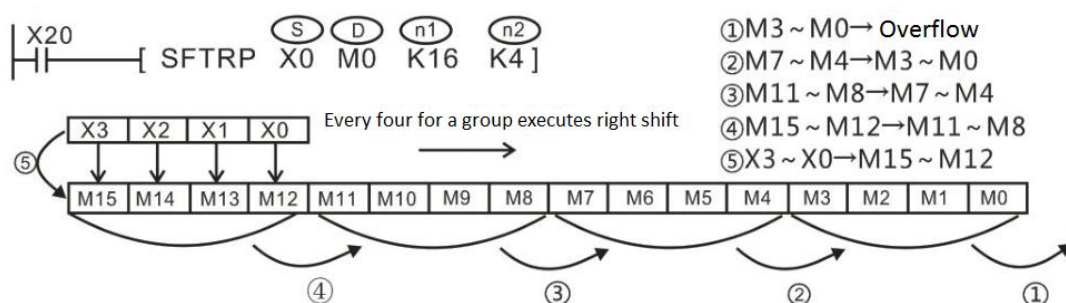 X20
S D n1 n2
[ SFTRP X0 M0 K16 K4 ]
①M3~M0→ Overflow
②M7~M4→M3~M0
③M11~M8→M7~M4
④M15~M12→M11~M8
⑤X3~X0→M15~M12
X3 X2 X1 X0
Every four for a group executes right shift
⑤
M15 M14 M13 M12 M11 M10 M9 M8 M7 M6 M5 M4 M3 M2 M1 M0
④ ③ ② ①